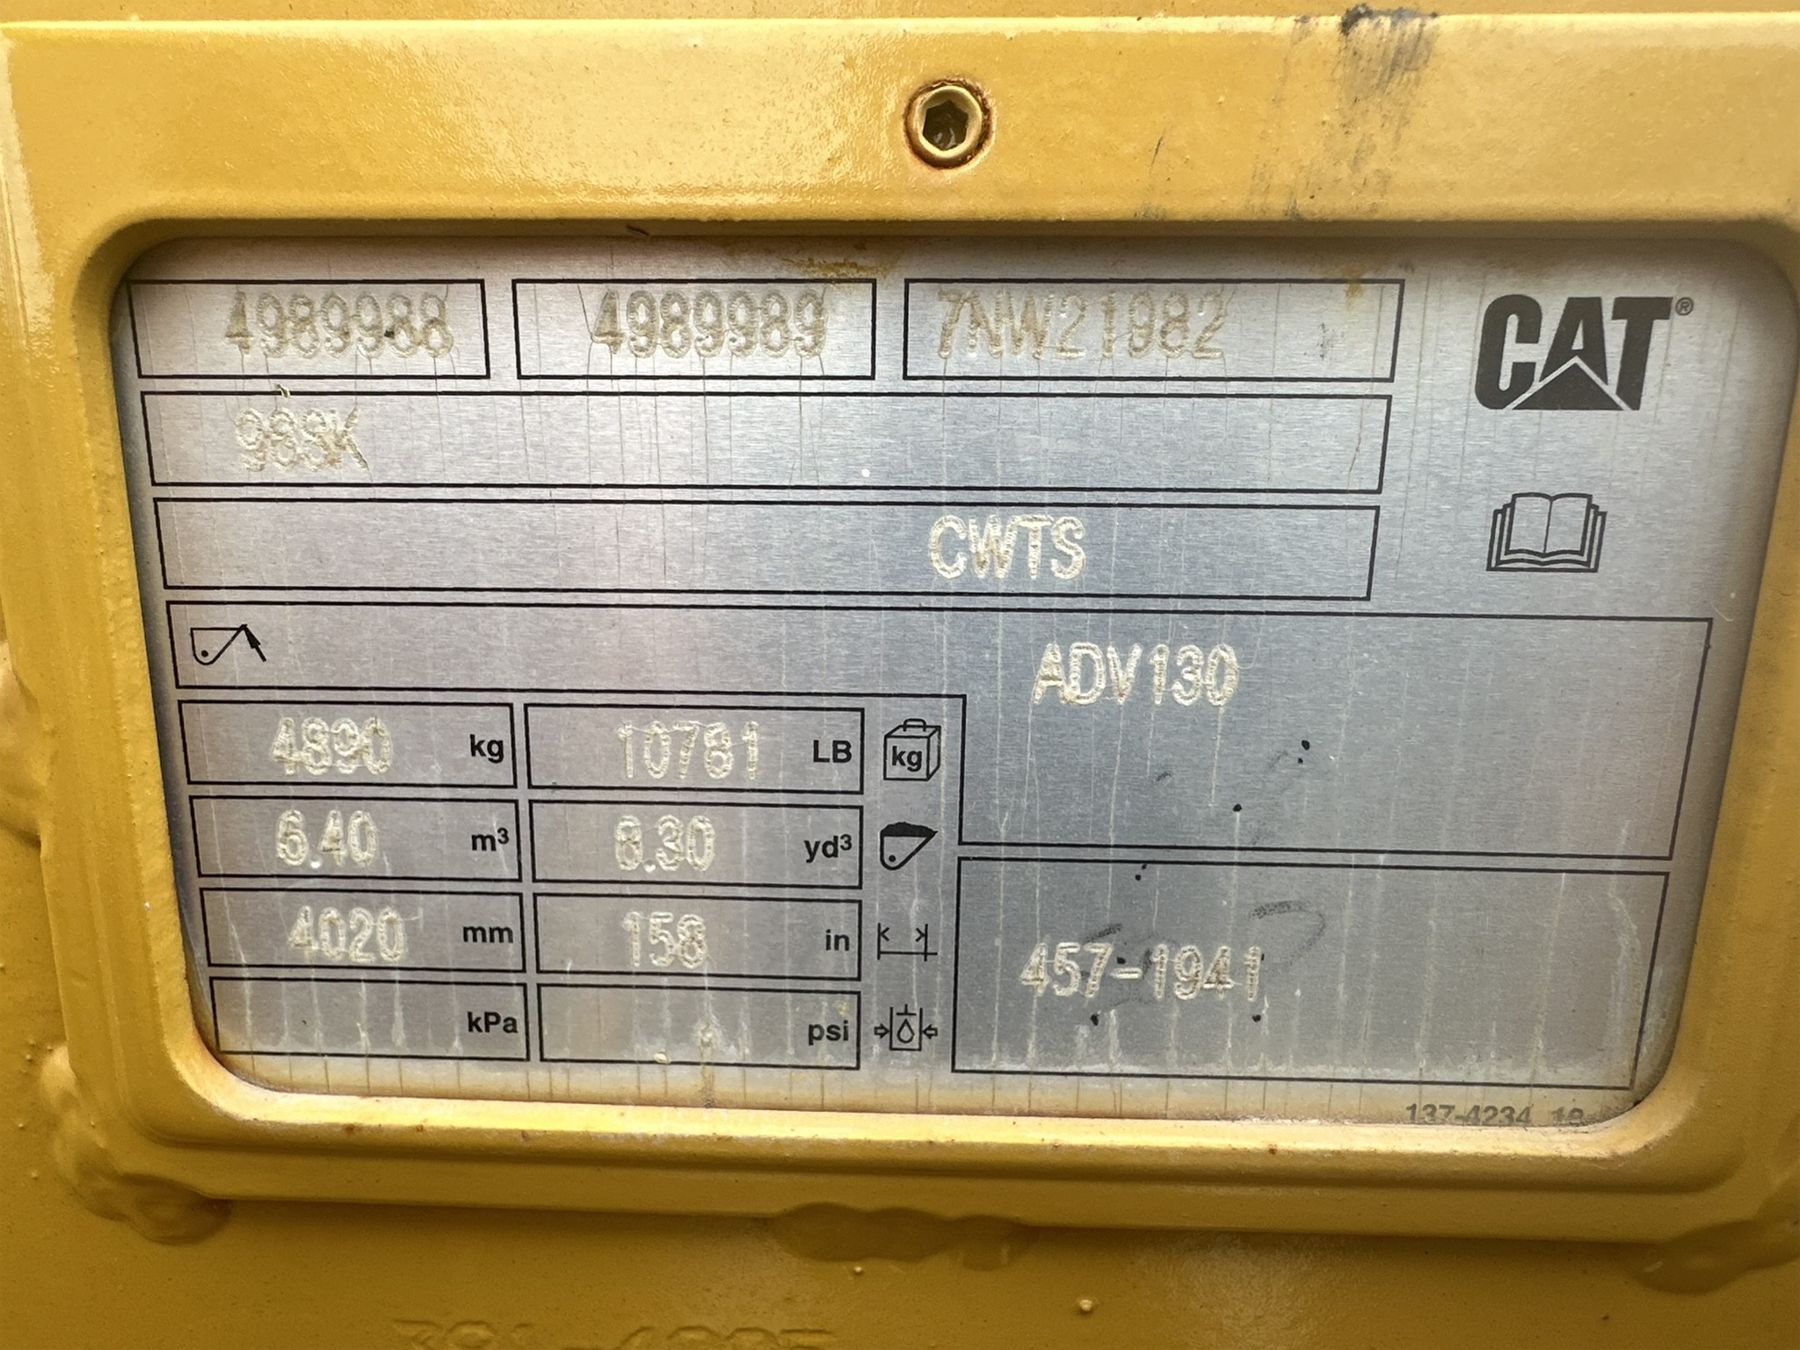 4989988 4989989 7NW21982
CAT®
988K
CWTS
ADV130
4890 kg 10781 LB kg
6.40 m³ 8.30 yd³
4020 mm 158 in
kPa psi
457-1941
137-4234